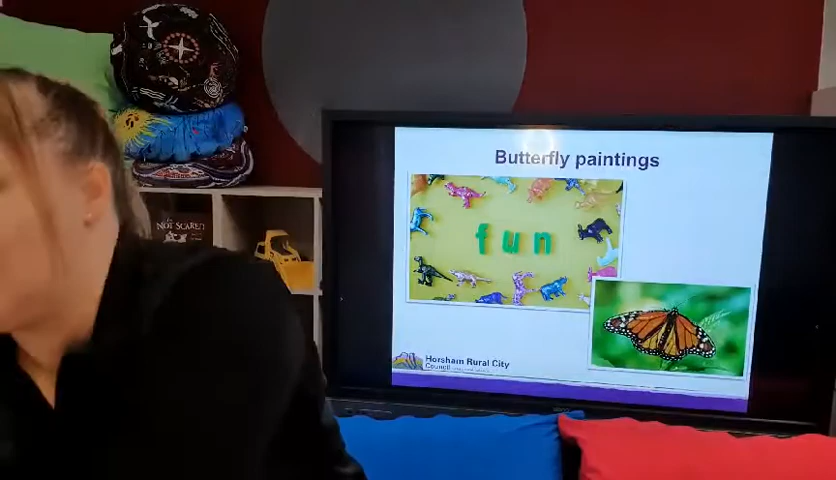 Butterfly paintings
fun
NOT SCARED!
Horsham Rural City
Council